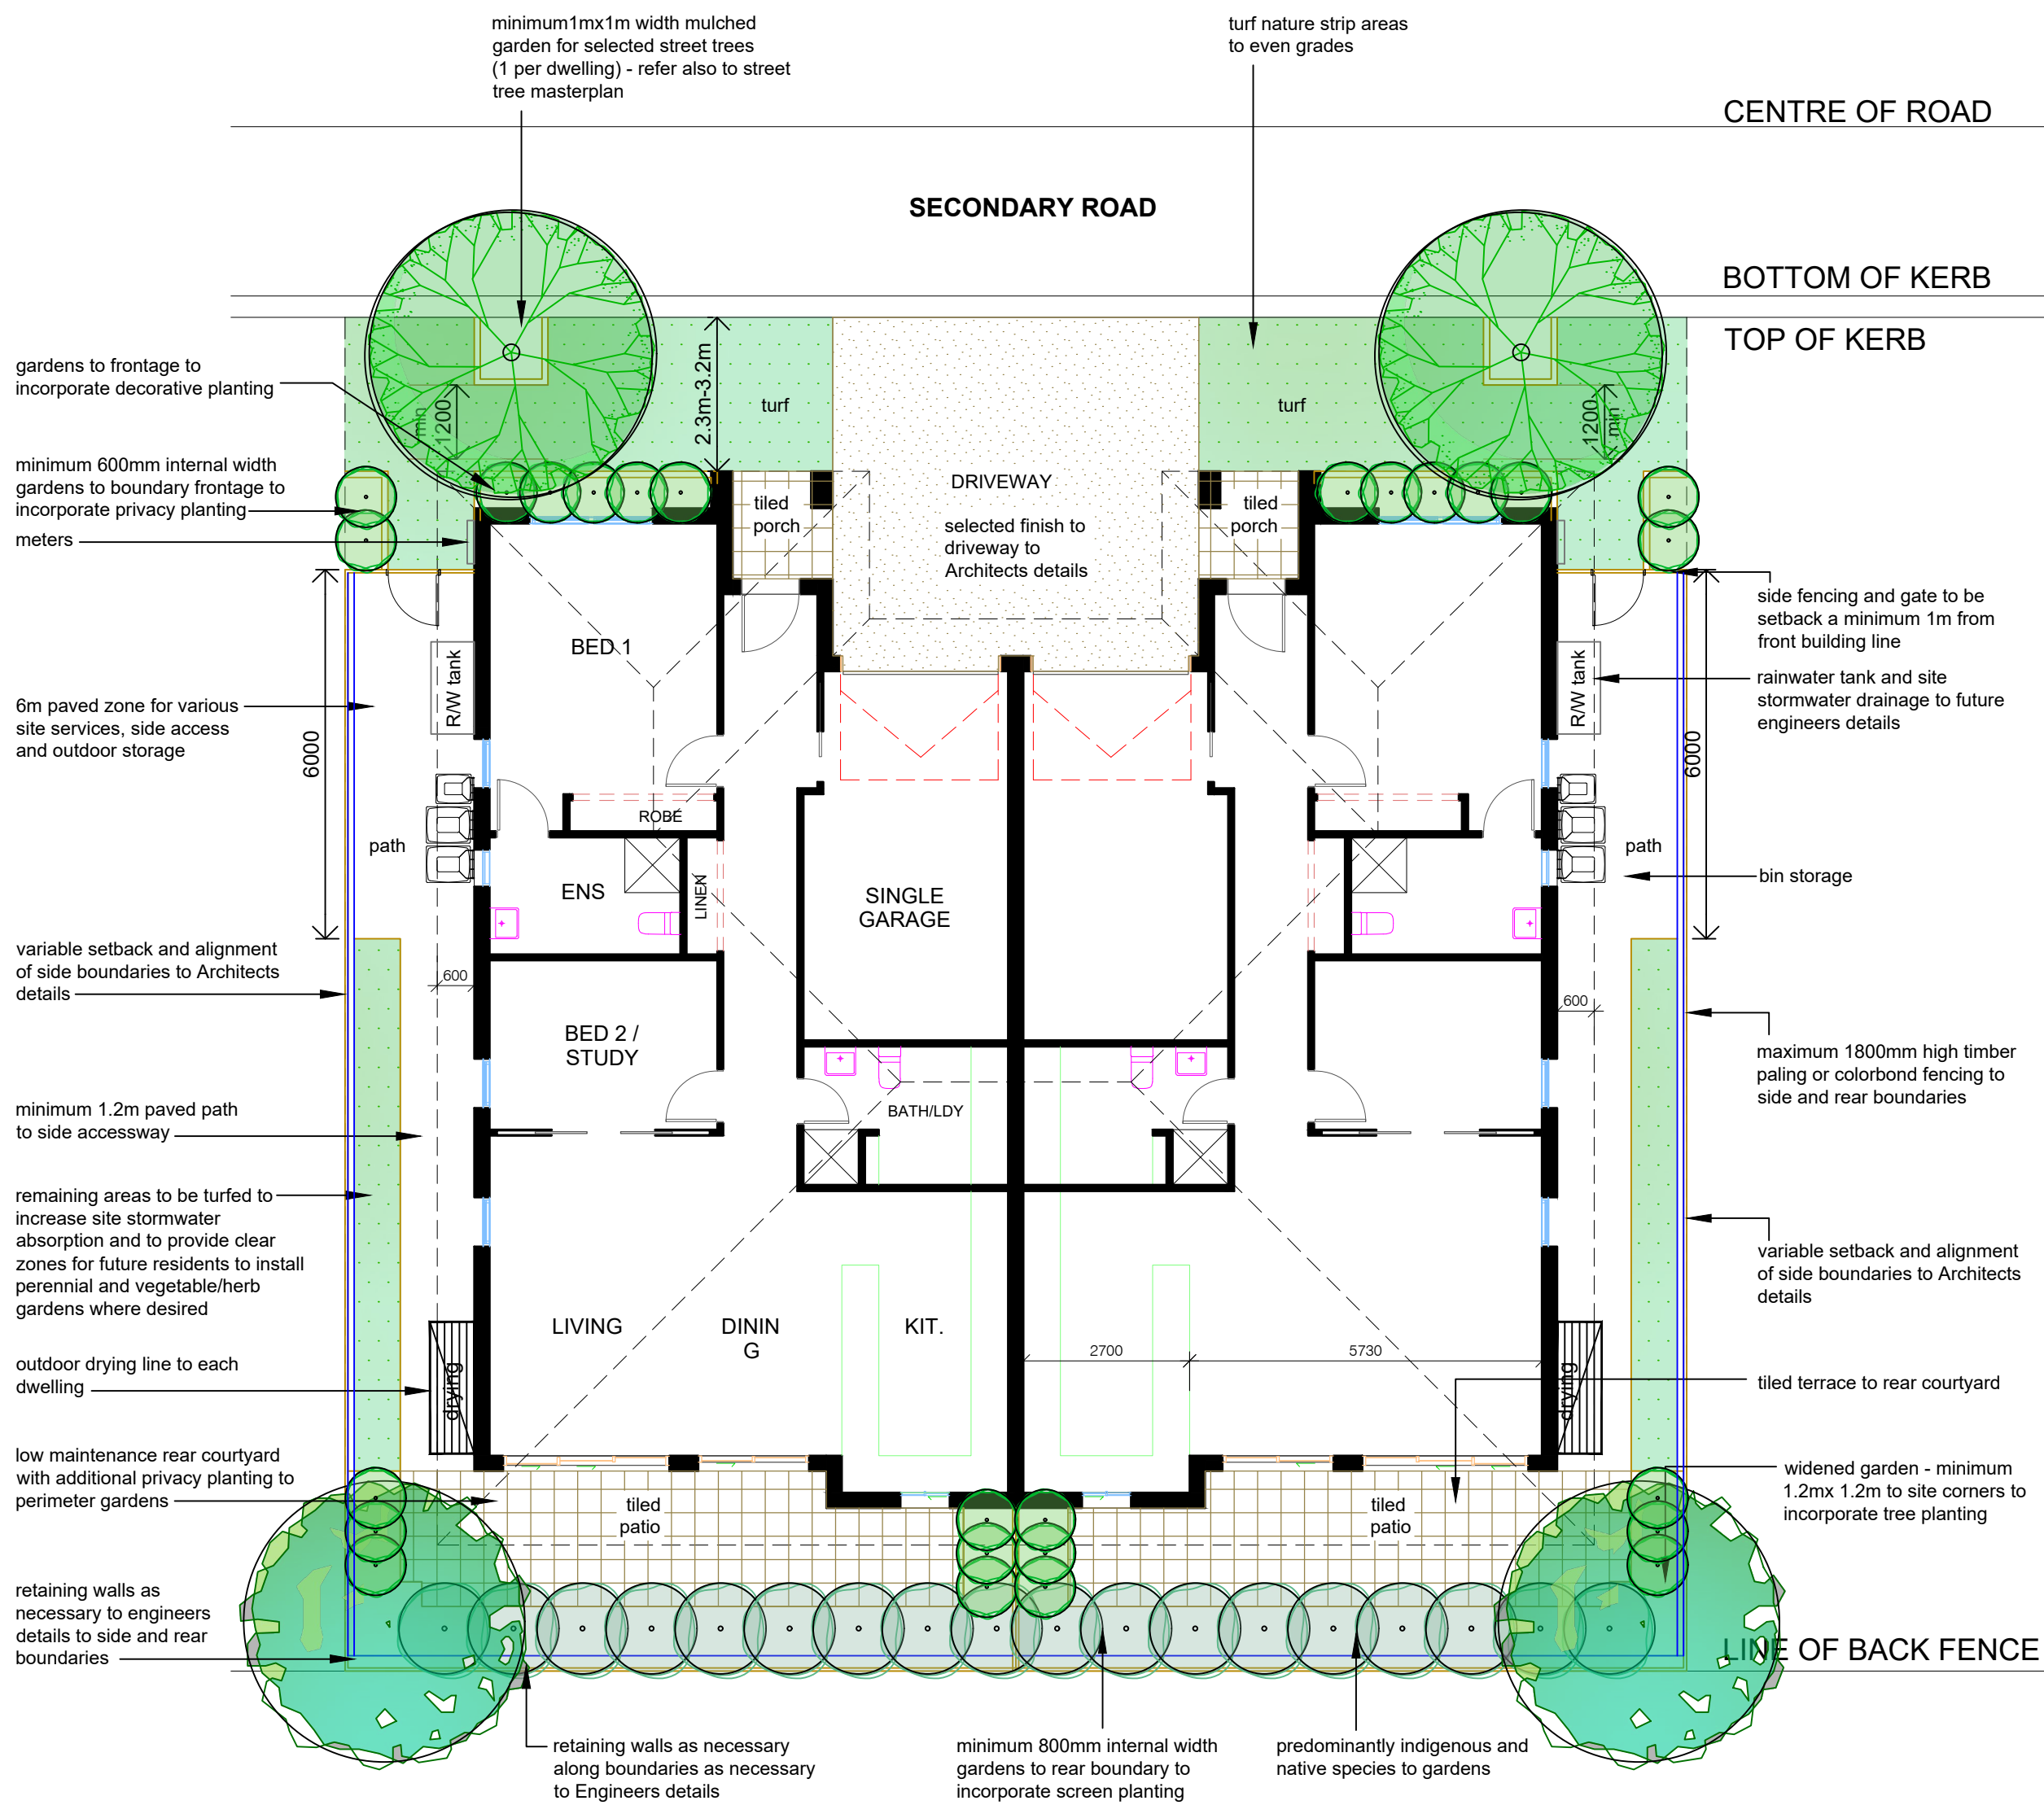 minimum1mx1m width mulched
garden for selected street trees
(1 per dwelling) - refer also to street
tree masterplan
turf nature strip areas
to even grades
CENTRE OF ROAD
SECONDARY ROAD
BOTTOM OF KERB
TOP OF KERB
gardens to frontage to
incorporate decorative planting
minimum 600mm internal width
gardens to boundary frontage to
incorporate privacy planting
meters
6m paved zone for various
site services, side access
and outdoor storage
variable setback and alignment
of side boundaries to Architects
details
minimum 1.2m paved path
to side accessway
remaining areas to be turfed to
increase site stormwater
absorption and to provide clear
zones for future residents to install
perennial and vegetable/herb
gardens where desired
outdoor drying line to each
dwelling
low maintenance rear courtyard
with additional privacy planting to
perimeter gardens
retaining walls as
necessary to engineers
details to side and rear
boundaries
min
1200
2.3m-3.2m
turf
turf
1200
min
tiled
porch
DRIVEWAY
selected finish to
driveway to
Architects details
tiled
porch
BED 1
R/W tank
6000
path
ROBE
ENS
LINEN
SINGLE
GARAGE
600
BED 2 /
STUDY
BATH/LDY
LIVING
DININ
G
KIT.
drying
2700
5730
drying
tiled
patio
tiled
patio
R/W tank
6000
path
600
side fencing and gate to be
setback a minimum 1m from
front building line
rainwater tank and site
stormwater drainage to future
engineers details
bin storage
maximum 1800mm high timber
paling or colorbond fencing to
side and rear boundaries
variable setback and alignment
of side boundaries to Architects
details
tiled terrace to rear courtyard
widened garden - minimum
1.2mx 1.2m to site corners to
incorporate tree planting
LINE OF BACK FENCE
retaining walls as necessary
along boundaries as necessary
to Engineers details
minimum 800mm internal width
gardens to rear boundary to
incorporate screen planting
predominantly indigenous and
native species to gardens